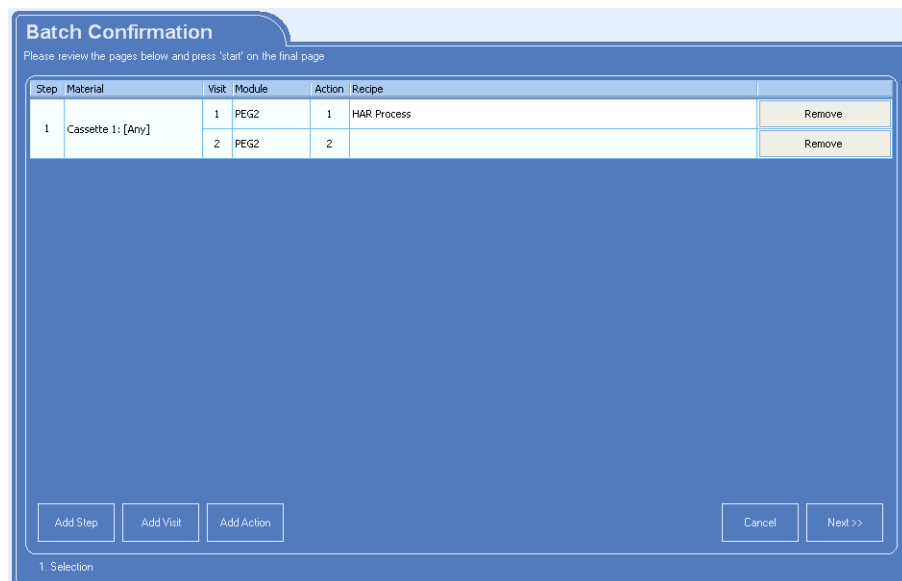 Batch Confirmation
Please review the pages below and press 'start' on the final page
Step Material Visit Module Action Recipe
1 Cassette 1: [Any] 1 PEG2 1 HAR Process Remove
2 PEG2 2 Remove
Add Step Add Visit Add Action Cancel Next >>
1. Selection